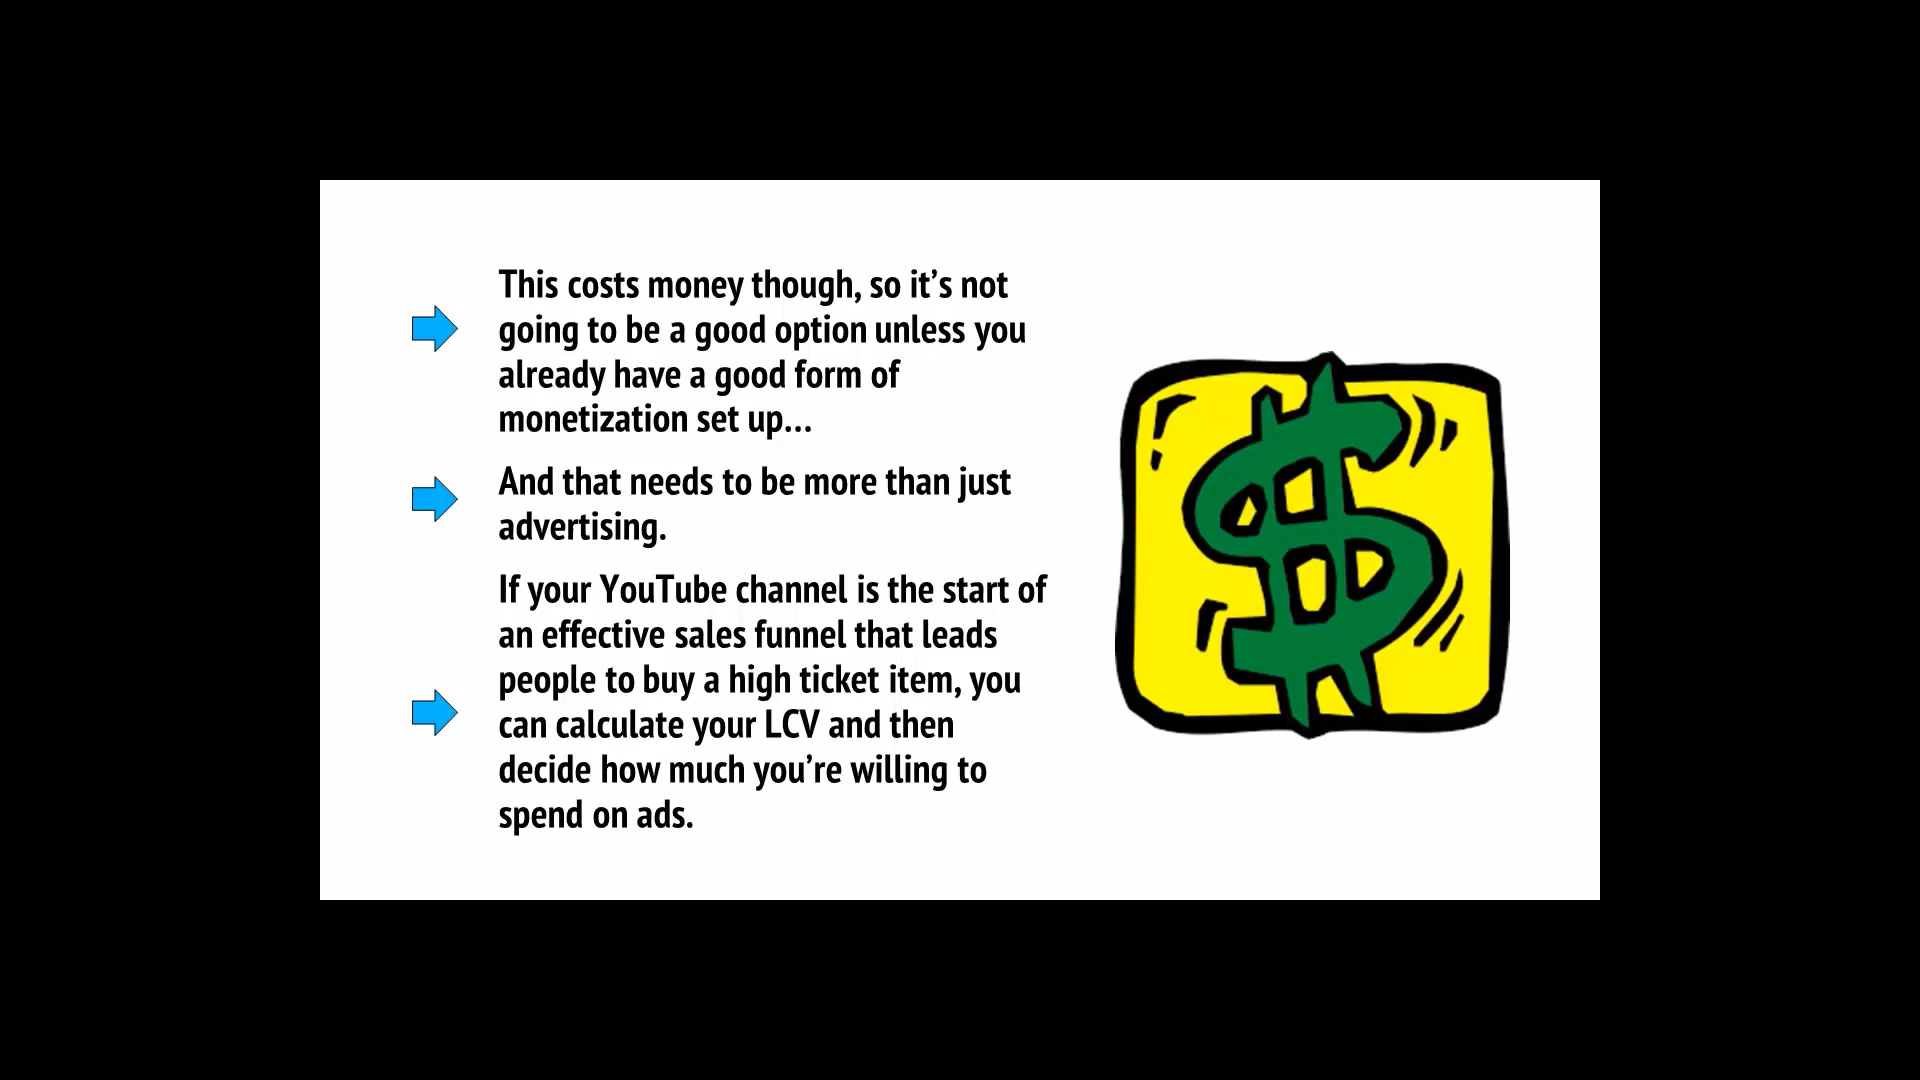 This costs money though, so it’s not
going to be a good option unless you
already have a good form of
monetization set up…
And that needs to be more than just
advertising.
If your YouTube channel is the start of
an effective sales funnel that leads
people to buy a high ticket item, you
can calculate your LCV and then
decide how much you’re willing to
spend on ads.
$